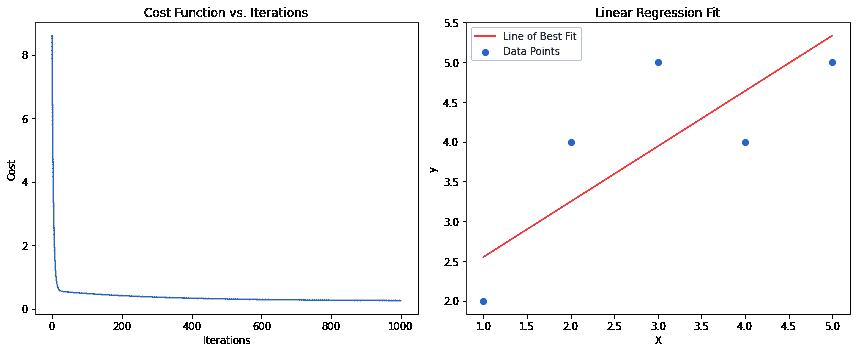 Cost Function vs. Iterations
8
6
4
2
0
Cost
0 200 400 600 800 1000
Iterations
Linear Regression Fit
Line of Best Fit
Data Points
5.5
5.0
4.5
4.0
3.5
3.0
2.5
2.0
y
1.0 1.5 2.0 2.5 3.0 3.5 4.0 4.5 5.0
X